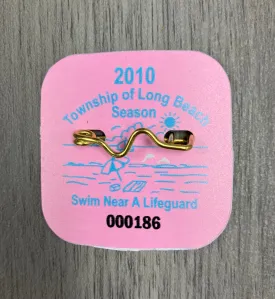 2010
Township of Long Beach
Season
Swim Near A Lifeguard
000186